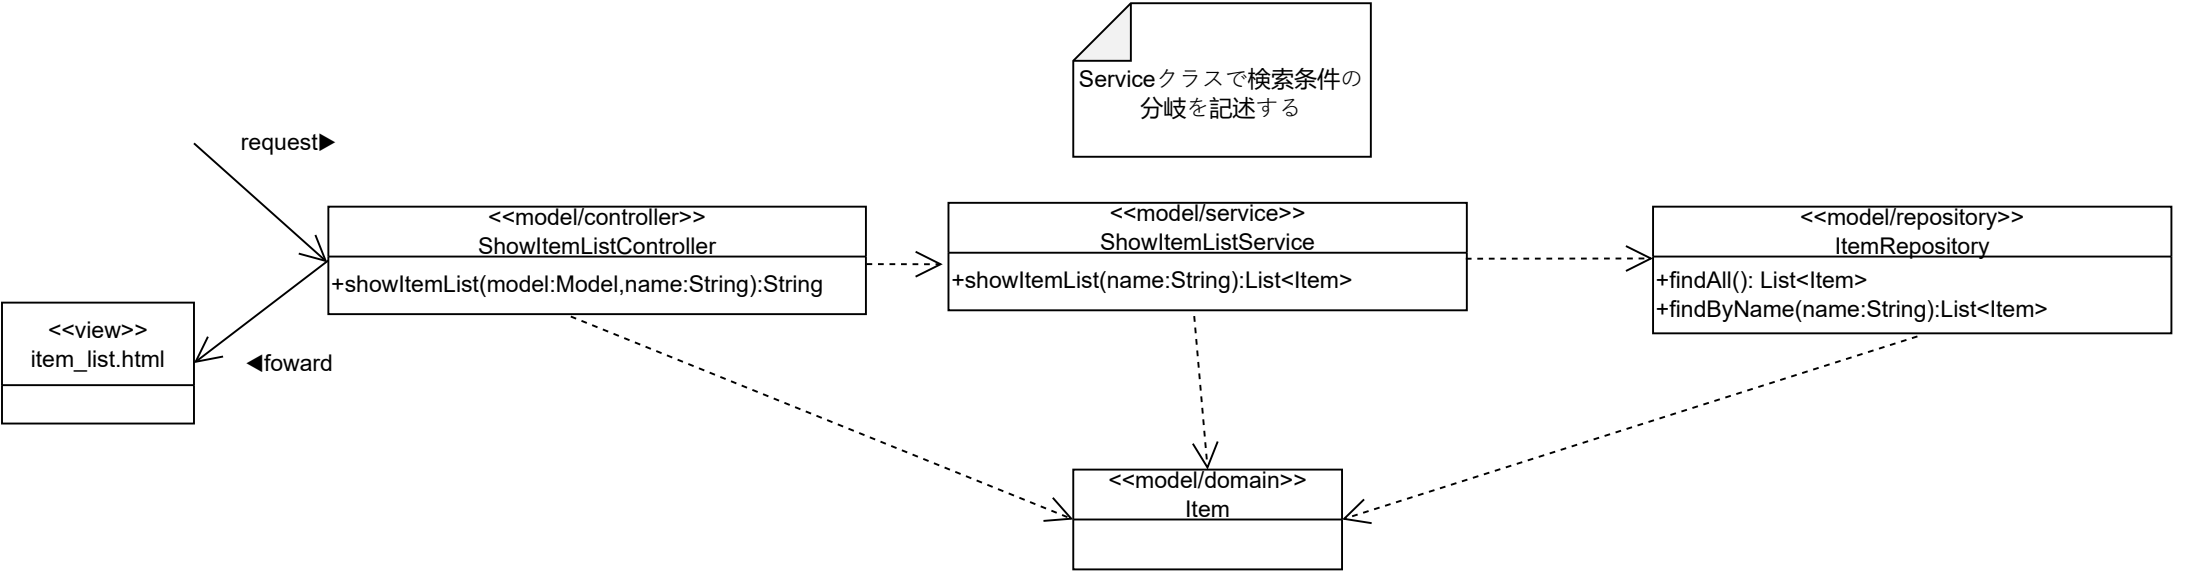 Serviceクラスで検索条件の
分岐を記述する
request▶
<<model/controller>>
ShowItemListController
+showItemList(model:Model,name:String):String
<<model/service>>
ShowItemListService
+showItemList(name:String):List<Item>
<<model/repository>>
ItemRepository
+findAll(): List<Item>
+findByName(name:String):List<Item>
<<view>>
item_list.html
◀foward
<<model/domain>>
Item